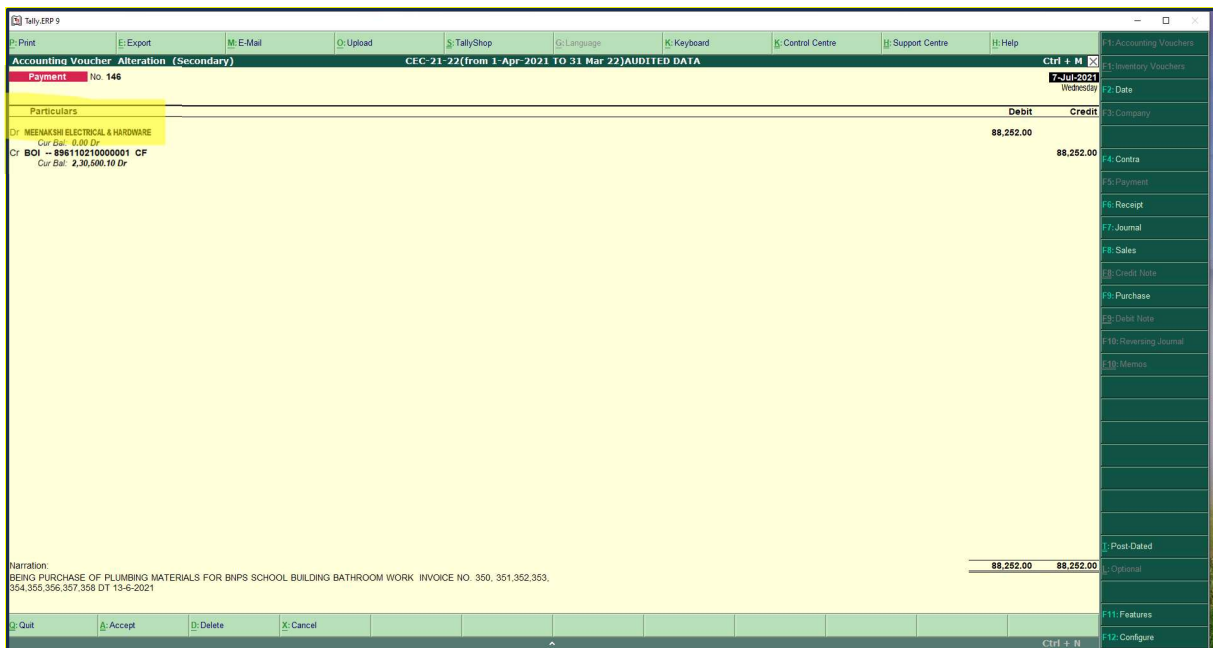 Tally.ERP 9
P: Print E: Export M: E-Mail O: Upload S: TallyShop G: Language K: Keyboard K: Control Centre H: Support Centre H: Help F1: Accounting Vouchers
Accounting Voucher Alteration (Secondary) CEC-21-22(from 1-Apr-2021 TO 31 Mar 22)AUDITED DATA Ctrl + M
F1: Inventory Vouchers
Payment No. 146 7-Jul-2021
Wednesday
F2: Date
Particulars Debit Credit
F3: Company
Dr MEENAKSHI ELECTRICAL & HARDWARE 88,252.00
Cur Bal: 0.00 Dr
Cr BOI -- 896110210000001 CF 88,252.00
Cur Bal: 2,30,500.10 Dr
F4: Contra
F5: Payment
F6: Receipt
F7: Journal
F8: Sales
F8: Credit Note
F9: Purchase
F9: Debit Note
F10: Reversing Journal
F10: Memos
T: Post-Dated
Narration: 88,252.00 88,252.00
L: Optional
BEING PURCHASE OF PLUMBING MATERIALS FOR BNPS SCHOOL BUILDING BATHROOM WORK INVOICE NO. 350, 351,352,353,
354,355,356,357,358 DT 13-6-2021
F11: Features
Q: Quit A: Accept D: Delete X: Cancel
F12: Configure
Ctrl + N